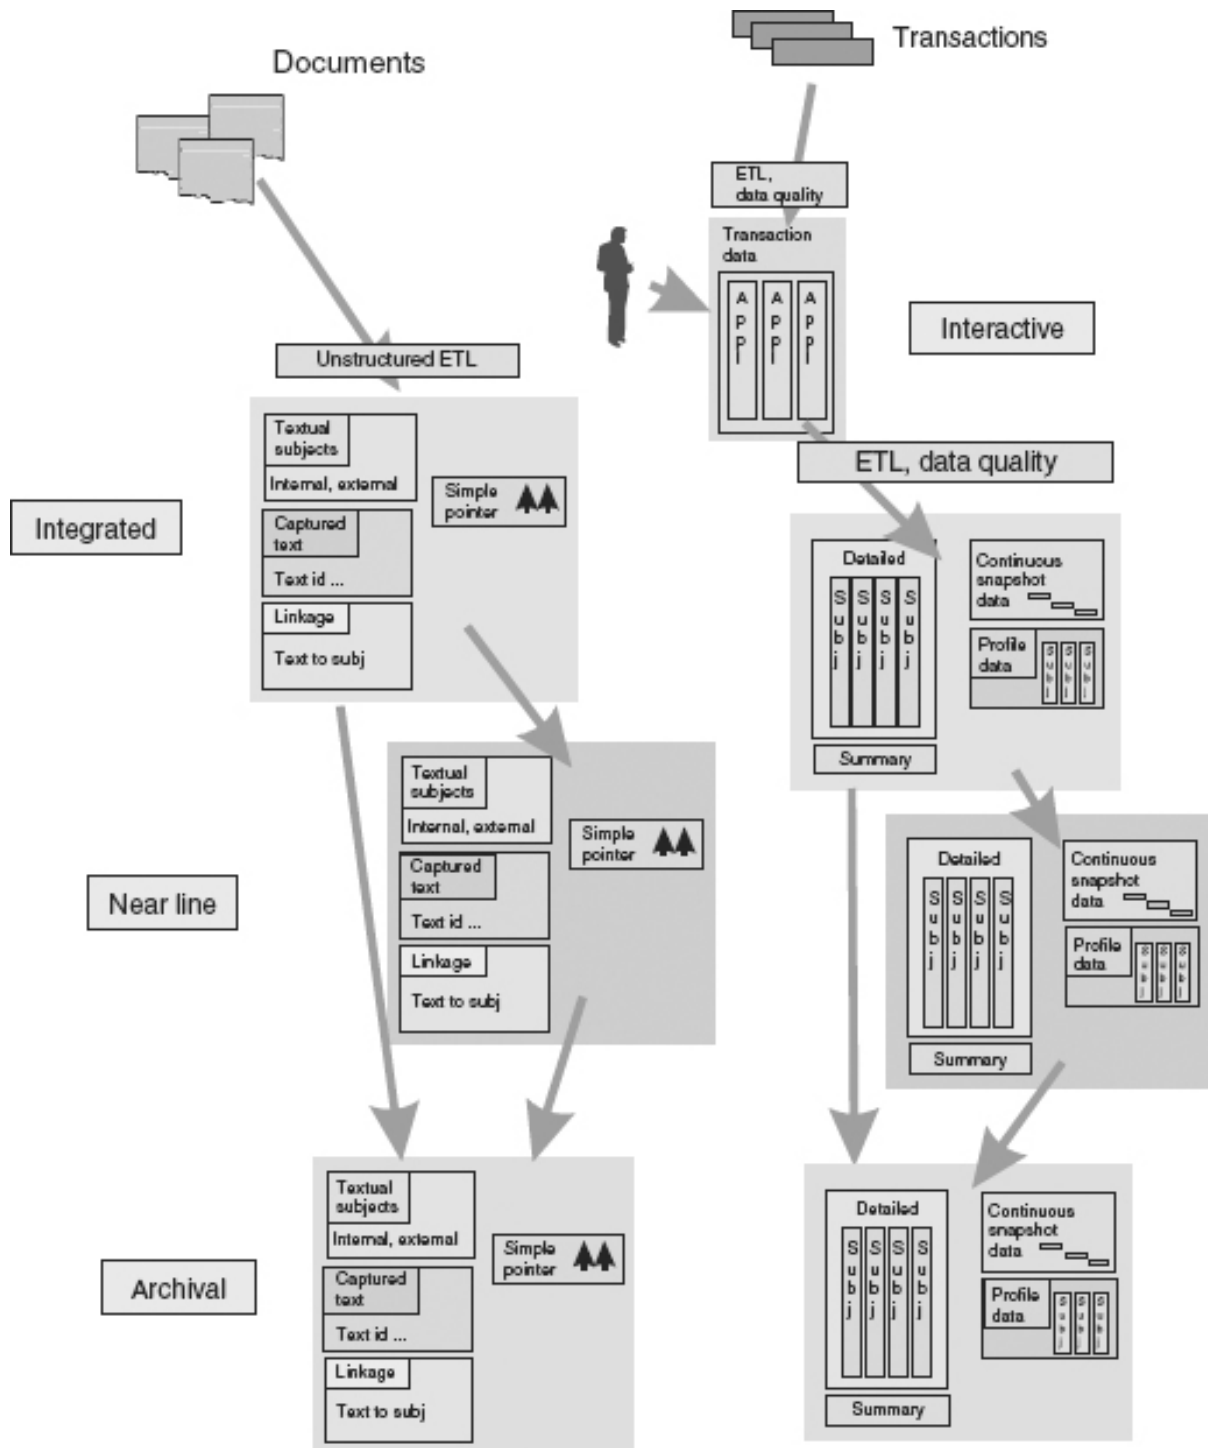 Transactions
Documents
ETL,
data quality
Transaction
data
A
p
p
l
A
p
p
l
A
p
p
l
Interactive
Unstructured ETL
ETL, data quality
Integrated
Textual
subjects
Internal, external
Simple
pointer
Captured
text
Text id ...
Linkage
Text to subj
Detailed
S
u
b
j
S
u
b
j
S
u
b
j
S
u
b
j
Summary
Continuous
snapshot
data
Profile
data
S
u
b
j
S
u
b
j
S
u
b
j
Near line
Textual
subjects
Internal, external
Simple
pointer
Captured
text
Text id ...
Linkage
Text to subj
Detailed
S
u
b
j
S
u
b
j
S
u
b
j
S
u
b
j
Summary
Continuous
snapshot
data
Profile
data
S
u
b
j
S
u
b
j
S
u
b
j
Archival
Textual
subjects
Internal, external
Simple
pointer
Captured
text
Text id ...
Linkage
Text to subj
Detailed
S
u
b
j
S
u
b
j
S
u
b
j
S
u
b
j
Summary
Continuous
snapshot
data
Profile
data
S
u
b
j
S
u
b
j
S
u
b
j